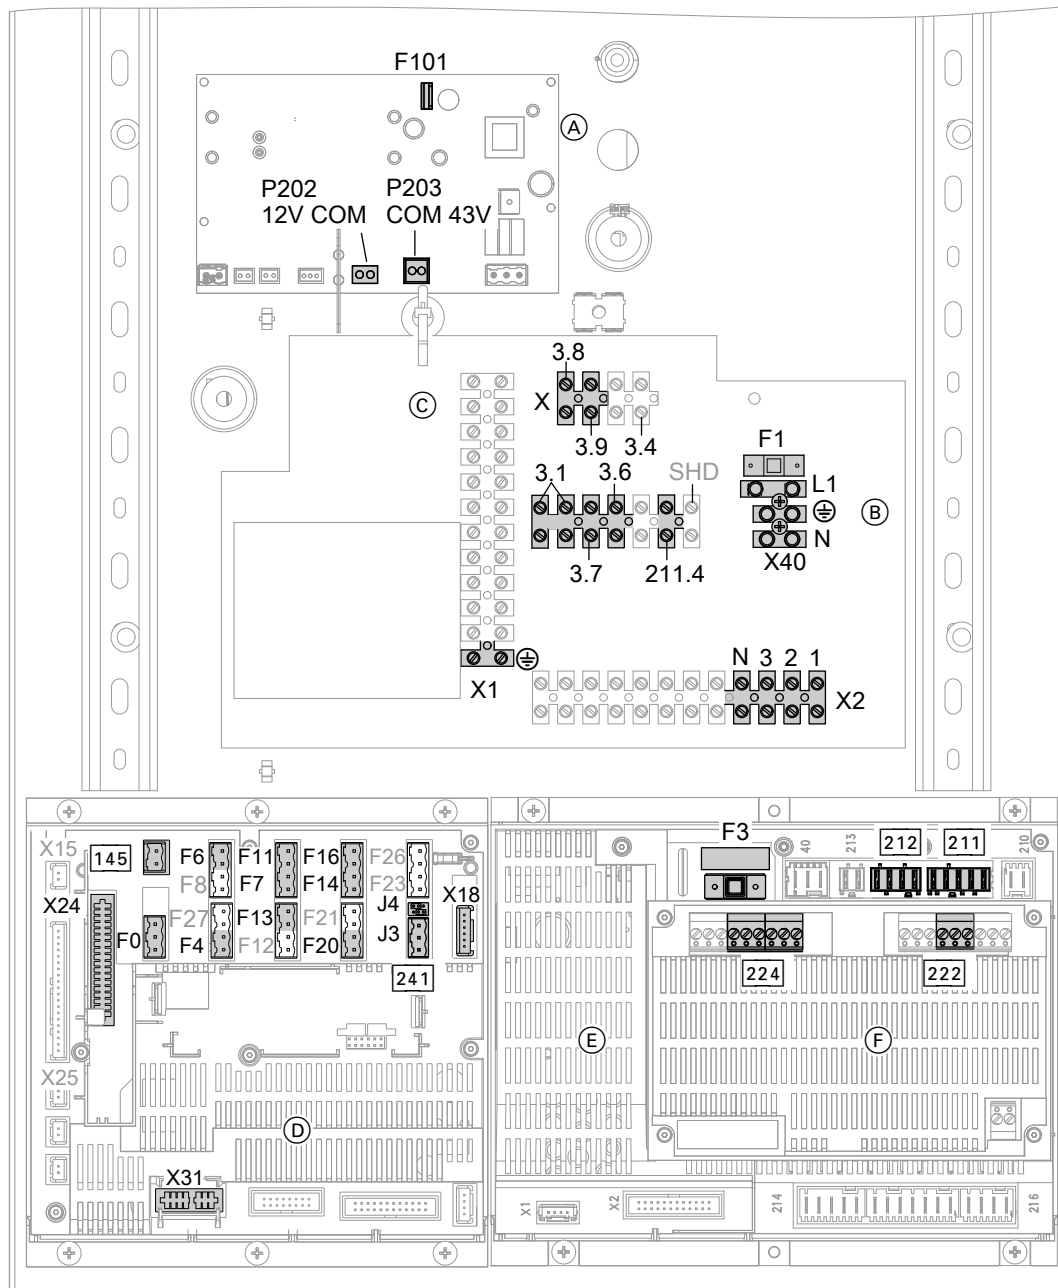 F101
A
P202
12V COM
P203
COM 43V
3.8
C
X
3.9
3.4
F1
3.1
3.6
SHD
L1
B
N
X40
3.7
211.4
X1
N 3 2 1
X2
F3
X15
145
F6
F11
F16
F26
40
213
212
211
210
F8
F7
F14
F23
X24
J4
X18
F27
F13
F21
F0
F4
F12
F20
J3
241
224
222
E
F
X25
D
X31
X1
X2
214
216